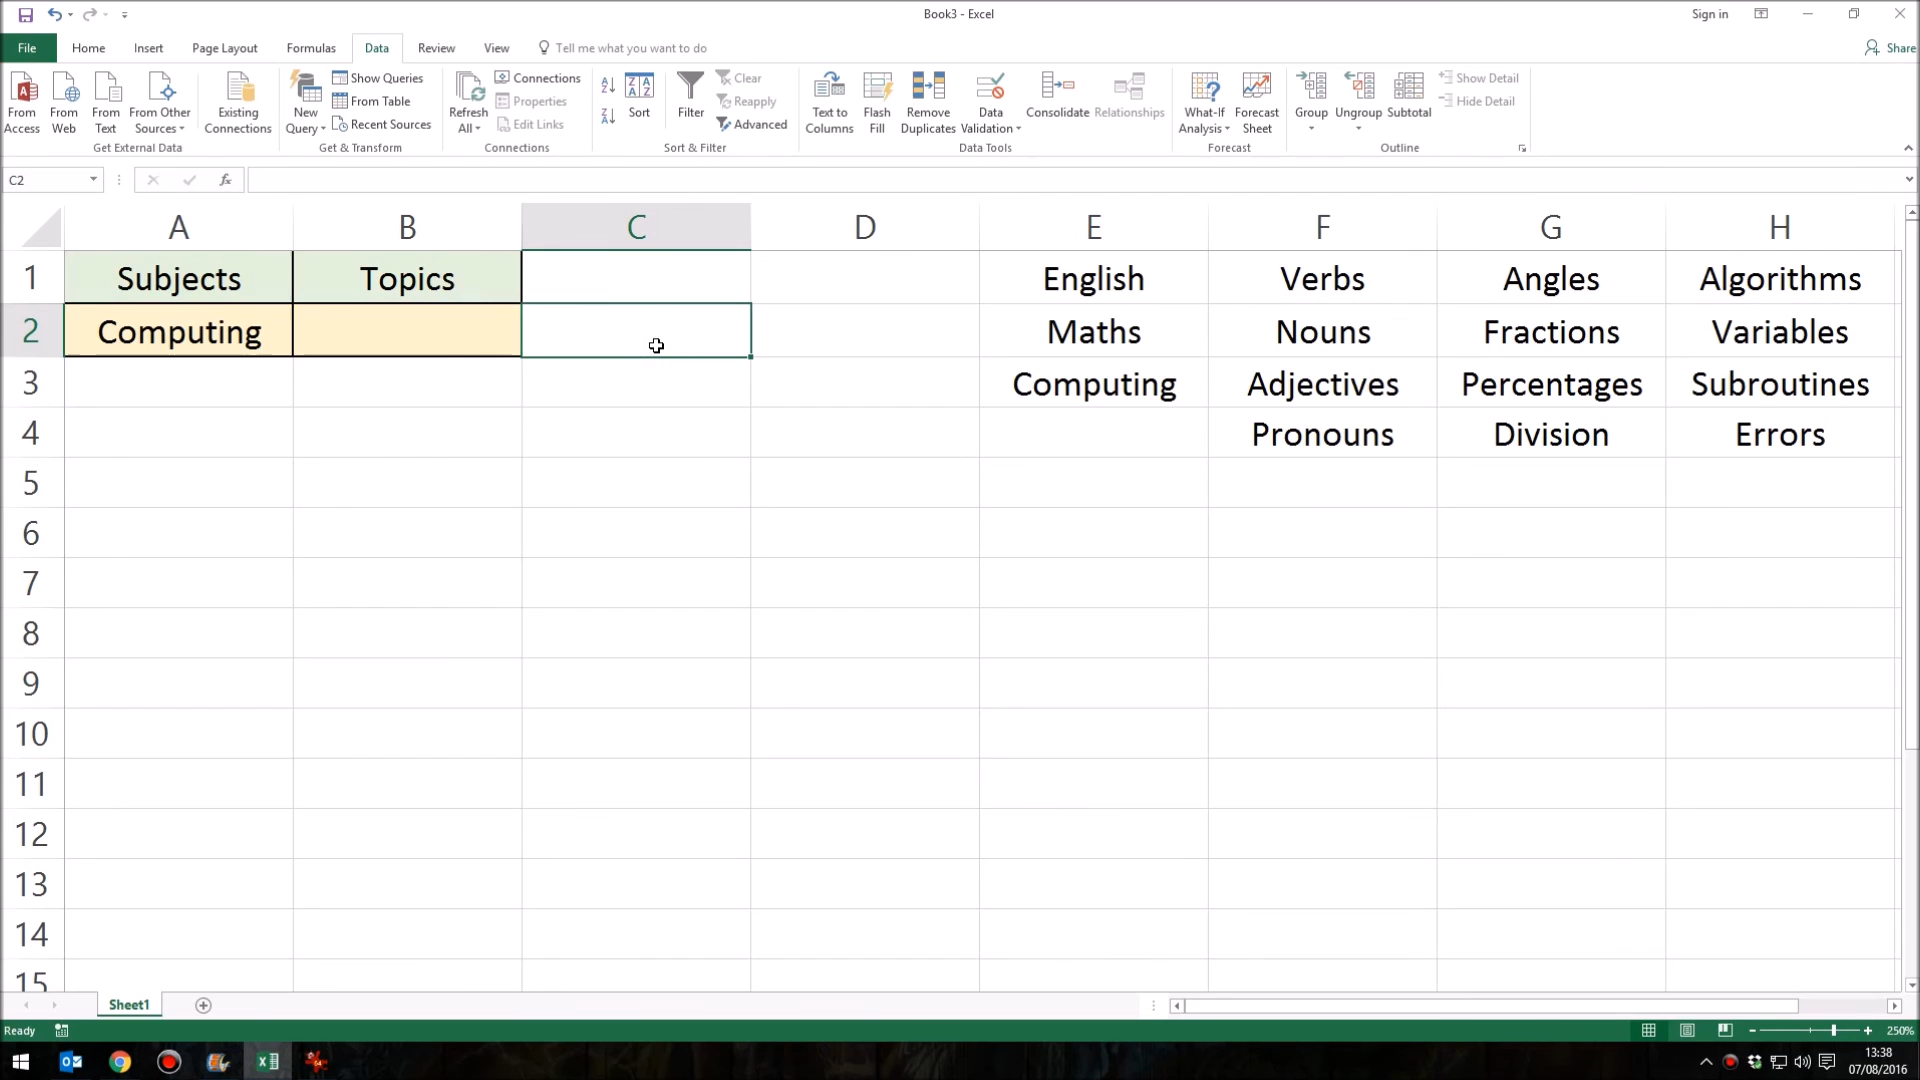 Book3 - Excel
Sign in
File Home Insert Page Layout Formulas Data Review View Tell me what you want to do Share
From Access
From Web
From Text
From Other Sources
Existing Connections
New Query
Show Queries
From Table
Recent Sources
Refresh All
Connections
Properties
Edit Links
Sort
Filter
Clear
Reapply
Advanced
Text to Columns
Flash Fill
Remove Duplicates
Data Validation
Consolidate
Relationships
What-If Analysis
Forecast Sheet
Group
Ungroup
Subtotal
Show Detail
Hide Detail
Get External Data
Get & Transform
Connections
Sort & Filter
Data Tools
Forecast
Outline
C2 fx
A B C D E F G H
1 Subjects Topics English Verbs Angles Algorithms
2 Computing Maths Nouns Fractions Variables
3 Computing Adjectives Percentages Subroutines
4 Pronouns Division Errors
5
6
7
8
9
10
11
12
13
14
15
Sheet1
Ready
250%
13:38
07/08/2016